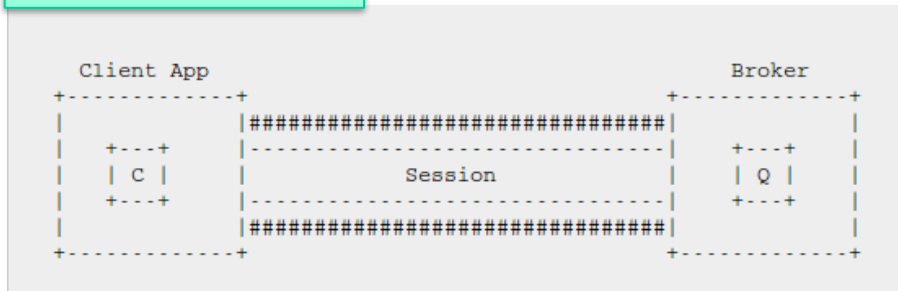 Client App Broker
+-------------+ +-------------+
| |################################| |
| +---+ |--------------------------------| +---+ |
| | C | | Session | | Q | |
| +---+ |--------------------------------| +---+ |
| |################################| |
+-------------+ +-------------+